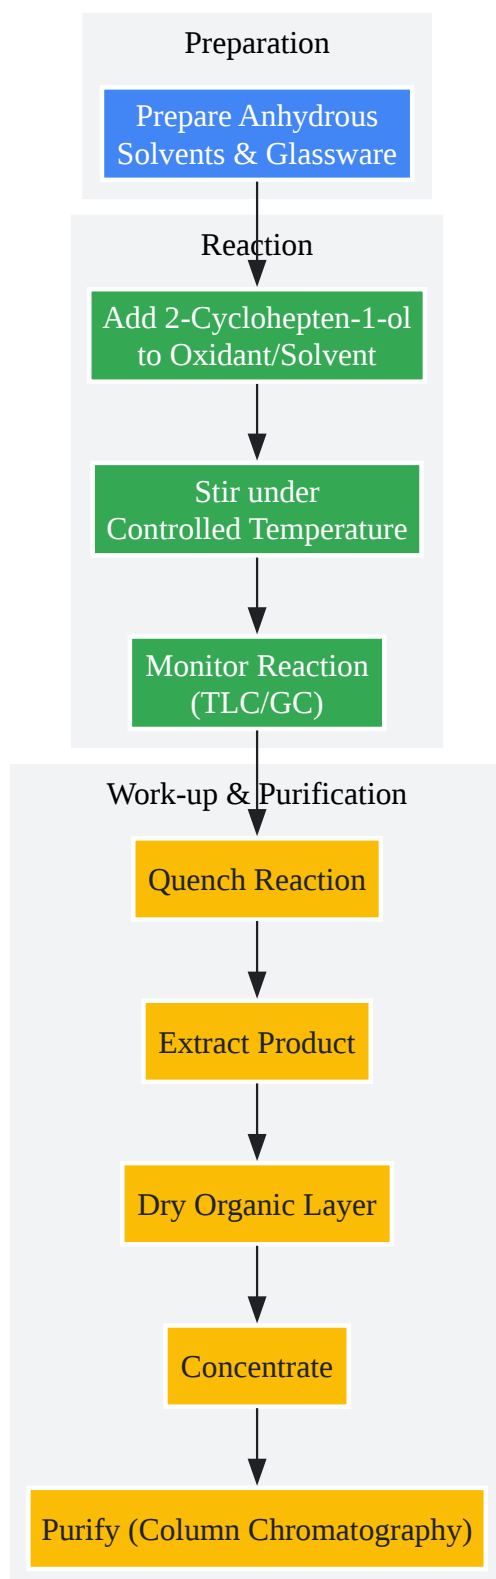 Preparation
Prepare Anhydrous
Solvents & Glassware
Reaction
Add 2-Cyclohepten-1-ol
to Oxidant/Solvent
Stir under
Controlled Temperature
Monitor Reaction
(TLC/GC)
Work-up & Purification
Quench Reaction
Extract Product
Dry Organic Layer
Concentrate
Purify (Column Chromatography)